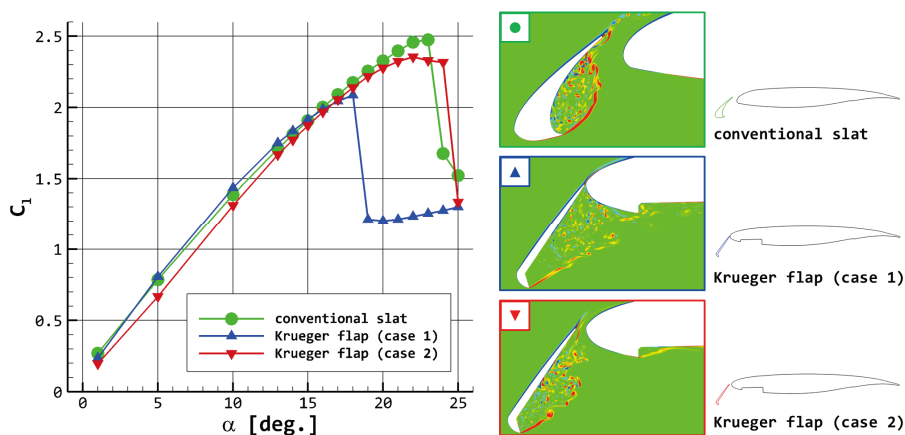 2.5
2
1.5
C_l
1
0.5
0
conventional slat
Krueger flap (case 1)
Krueger flap (case 2)
0 5 10 15 20 25
α [deg.]
conventional slat
Krueger flap (case 1)
Krueger flap (case 2)